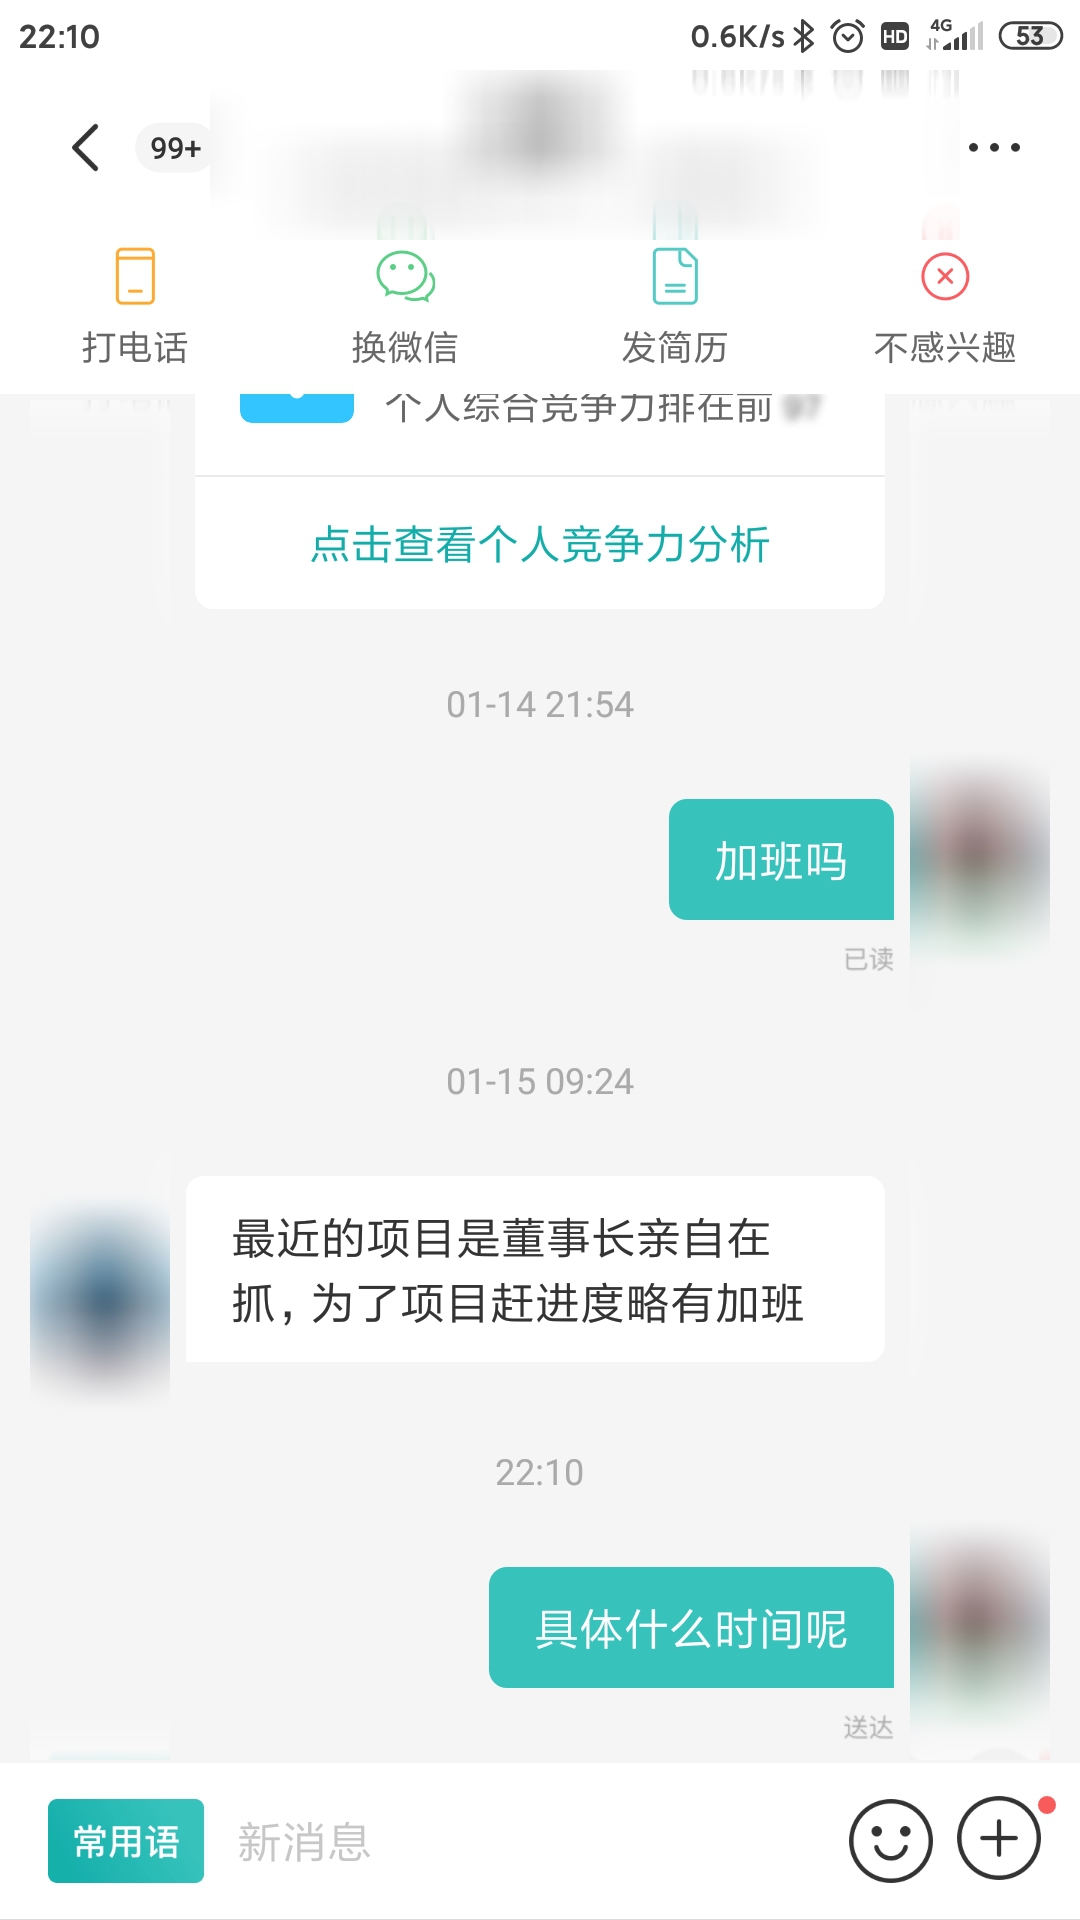 22:10
0.6K/s
HD
4G
53
99+
打电话
换微信
发简历
不感兴趣
个人综合竞争力排在前
点击查看个人竞争力分析
01-14 21:54
加班吗
已读
01-15 09:24
最近的项目是董事长亲自在
抓，为了项目赶进度略有加班
22:10
具体什么时间呢
送达
常用语
新消息